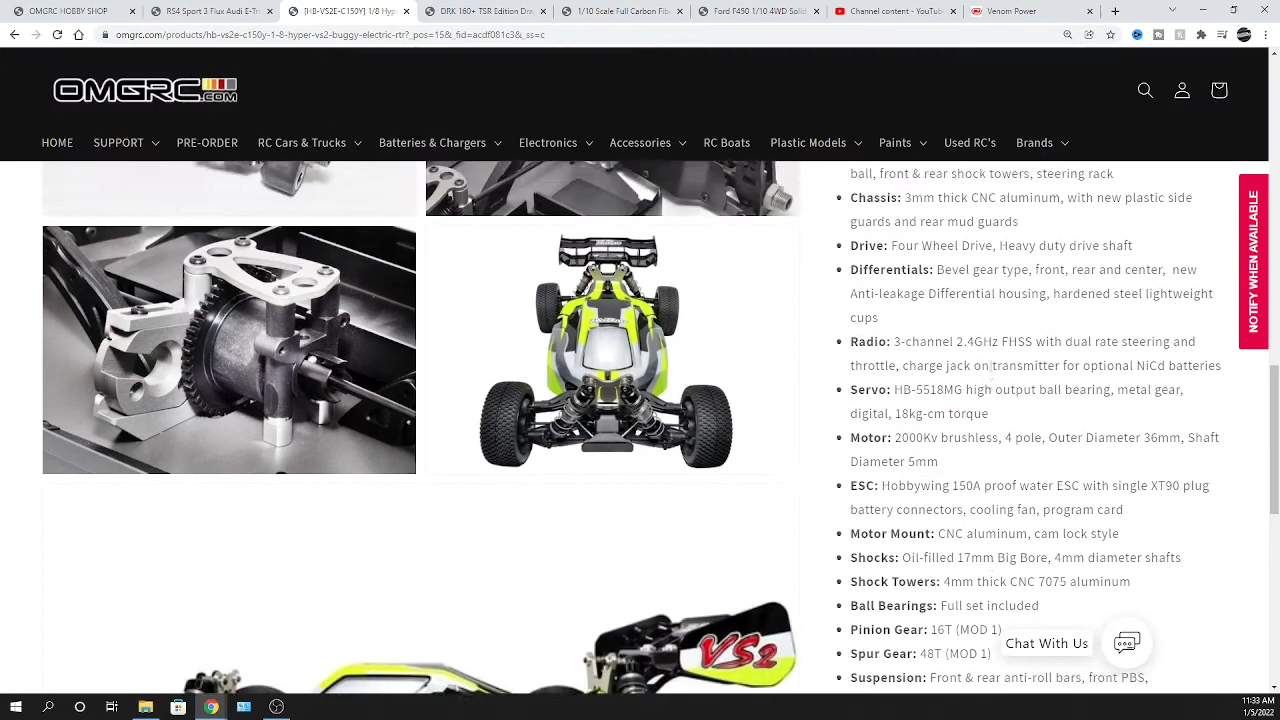 OMGRC HOBBY SHOP
RS4 Sport 3 Flux Audi E-Tr
[HB-VS2E-C150Y] 1/8 Hyper
DRK 160+ TSR Edition Dra
1/10 Scale Full Carbon Fib
Ford F450 1/10 4WD Solid
Channel content - YouTube
Venom Power
omgrc.com/products/hb-vs2e-c150y-1-8-hyper-vs2-buggy-electric-rtr?_pos=15&_fid=acdf081c3&_ss=c
OMGRC.COM
HOME
SUPPORT
PRE-ORDER
RC Cars & Trucks
Batteries & Chargers
Electronics
Accessories
RC Boats
Plastic Models
Paints
Used RC's
Brands
ball, front & rear shock towers, steering rack
Chassis: 3mm thick CNC aluminum, with new plastic side
guards and rear mud guards
Drive: Four Wheel Drive, Heavy duty drive shaft
Differentials: Bevel gear type, front, rear and center, new
Anti-leakage Differential housing, hardened steel lightweight
cups
Radio: 3-channel 2.4GHz FHSS with dual rate steering and
throttle, charge jack on transmitter for optional NiCd batteries
Servo: HB-5518MG high output ball bearing, metal gear,
digital, 18kg-cm torque
Motor: 2000Kv brushless, 4 pole, Outer Diameter 36mm, Shaft
Diameter 5mm
ESC: Hobbywing 150A proof water ESC with single XT90 plug
battery connectors, cooling fan, program card
Motor Mount: CNC aluminum, cam lock style
Shocks: Oil-filled 17mm Big Bore, 4mm diameter shafts
Shock Towers: 4mm thick CNC 7075 aluminum
Ball Bearings: Full set included
Pinion Gear: 16T (MOD 1)
Spur Gear: 48T (MOD 1)
Suspension: Front & rear anti-roll bars, front PBS,
NOTIFY WHEN AVAILABLE
Chat With Us
VS2
11:33 AM
1/5/2022